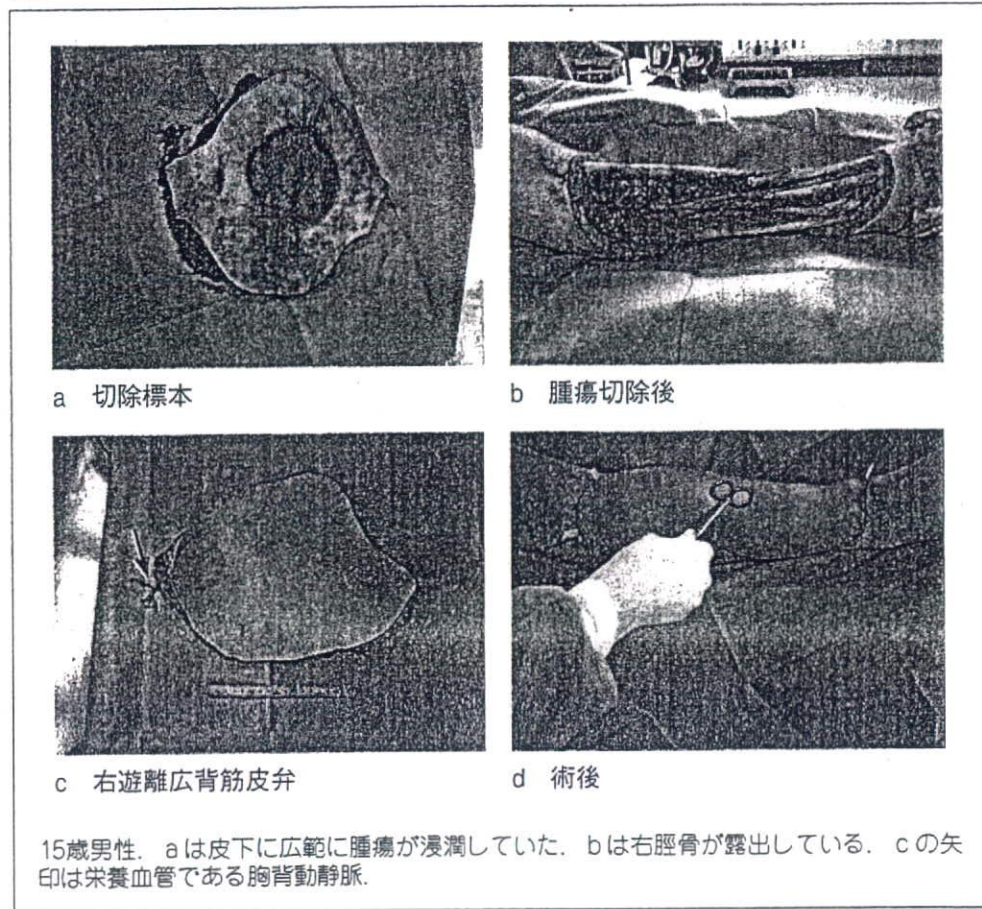 a 切除標本
b 腫瘍切除後
c 右遊離広背筋皮弁
d 術後
15歳男性. aは皮下に広範に腫瘍が浸潤していた. bは右脛骨が露出している. cの矢
印は栄養血管である胸背動静脈.